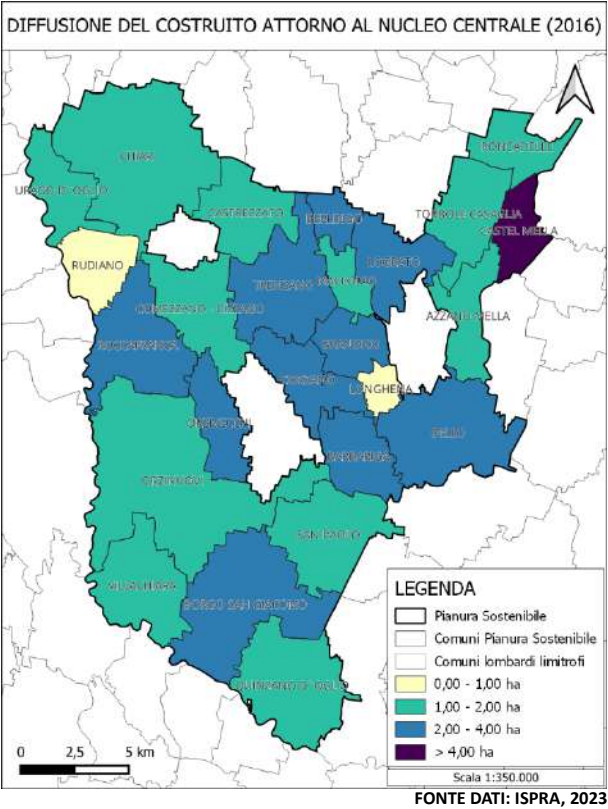 DIFFUSIONE DEL COSTRUITO ATTORNO AL NUCLEO CENTRALE (2016)
RONCADELLE
CHIARI
URAGO D'OGLIO
CASTREZZATO
BERLINGO
TORBOLE CASAGLIA
CASTEL MELLA
RUDIANO
LOGRATO
TRENZANO
MACLODIO
COMEZZANO - CIZZAGO
AZZANO MELLA
ROCCAFRANCA
BRANDICO
CORZANO
LONGHENA
ORZIVECCHI
DELLO
BARBARIGA
ORZINUOVI
SAN PAOLO
VILLACHIARA
BORGO SAN GIACOMO
QUINZANO D'OGLIO
LEGENDA
Pianura Sostenibile
Comuni Pianura Sostenibile
Comuni lombardi limitrofi
0,00 - 1,00 ha
1,00 - 2,00 ha
2,00 - 4,00 ha
> 4,00 ha
0 2,5 5 km
Scala 1:350.000
FONTE DATI: ISPRA, 2023